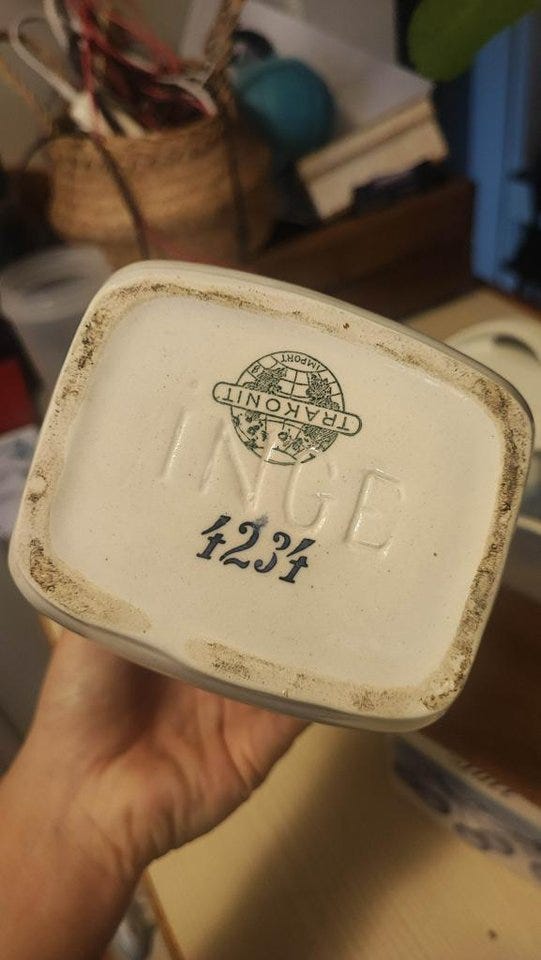 IMPORT
TRAKONIT
INGE
4234